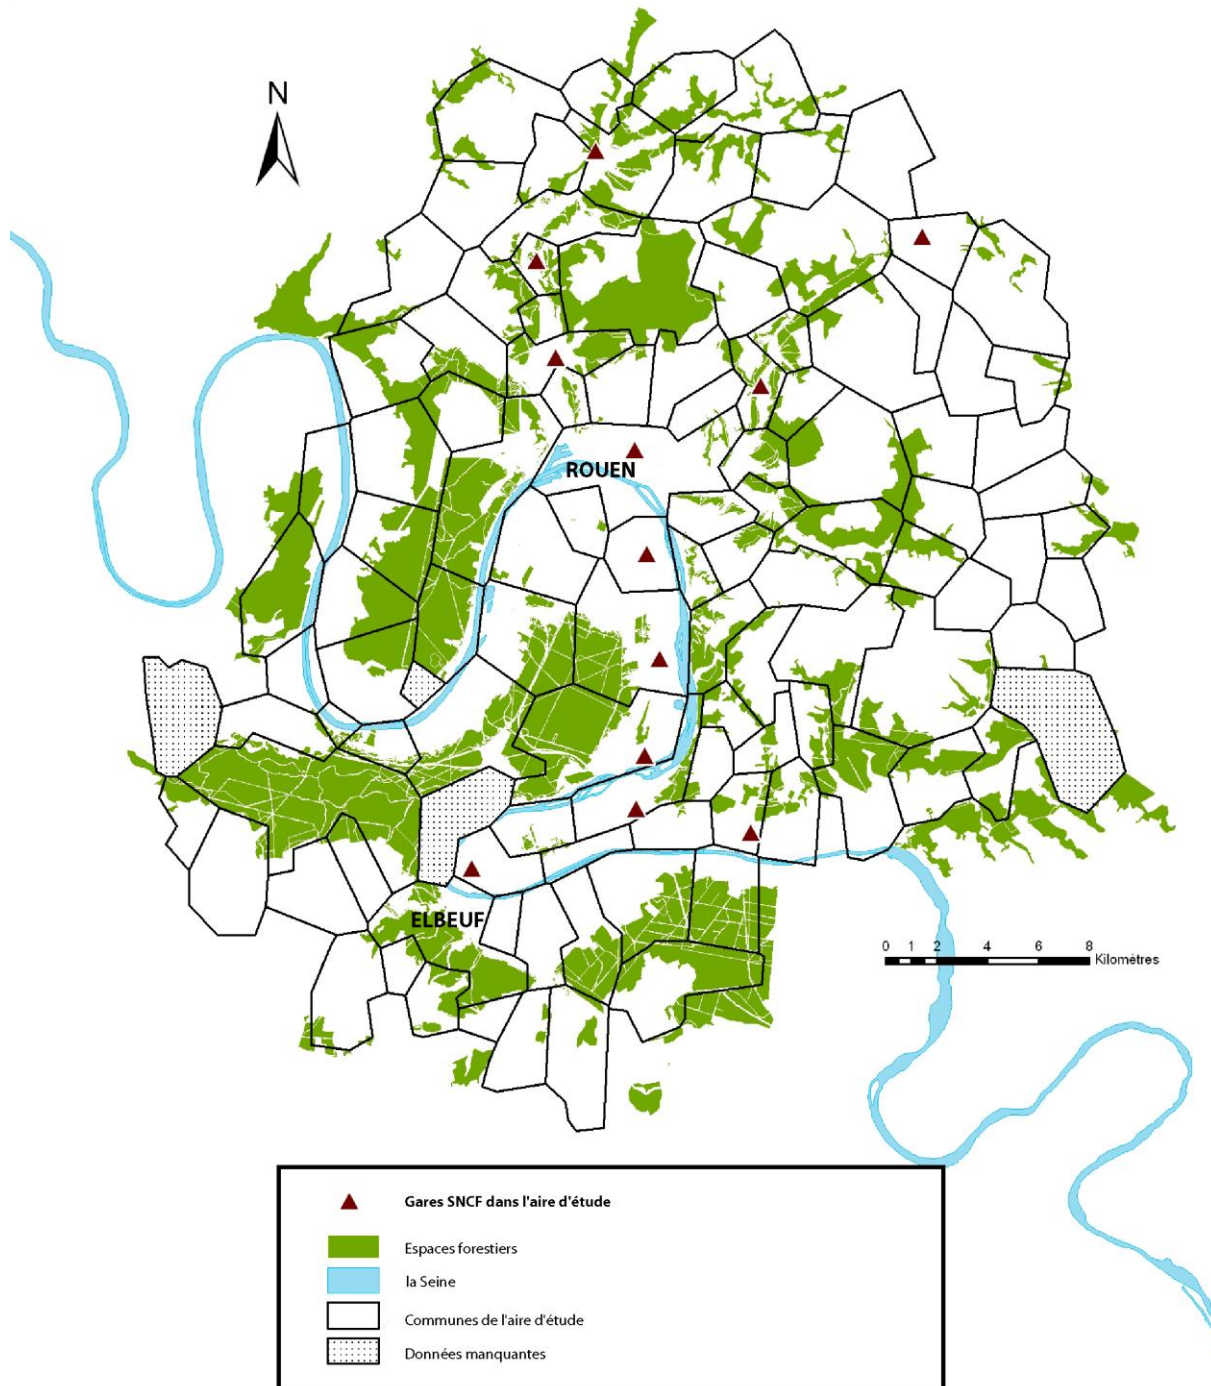 N
ROUEN
ELBEUF
0 1 2 4 6 8
Kilomètres
Gares SNCF dans l'aire d'étude
Espaces forestiers
la Seine
Communes de l'aire d'étude
Données manquantes